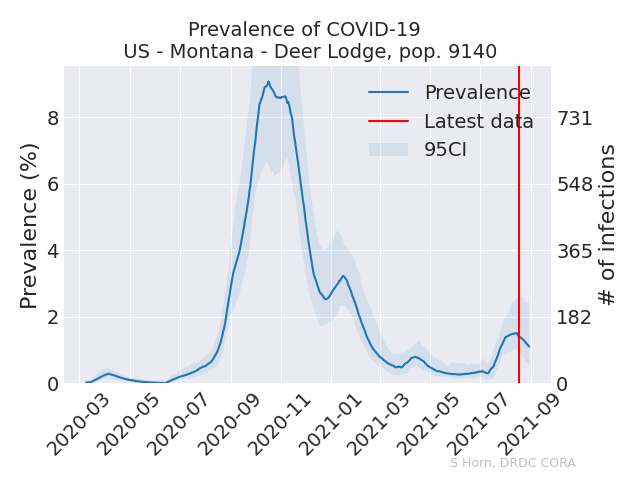 Prevalence of COVID-19
US - Montana - Deer Lodge, pop. 9140
Prevalence
Latest data
95CI
Prevalence (%)
8
6
4
2
0
# of infections
731
548
365
182
0
2020-03
2020-05
2020-07
2020-09
2020-11
2021-01
2021-03
2021-05
2021-07
2021-09
S Horn, DRDC CORA